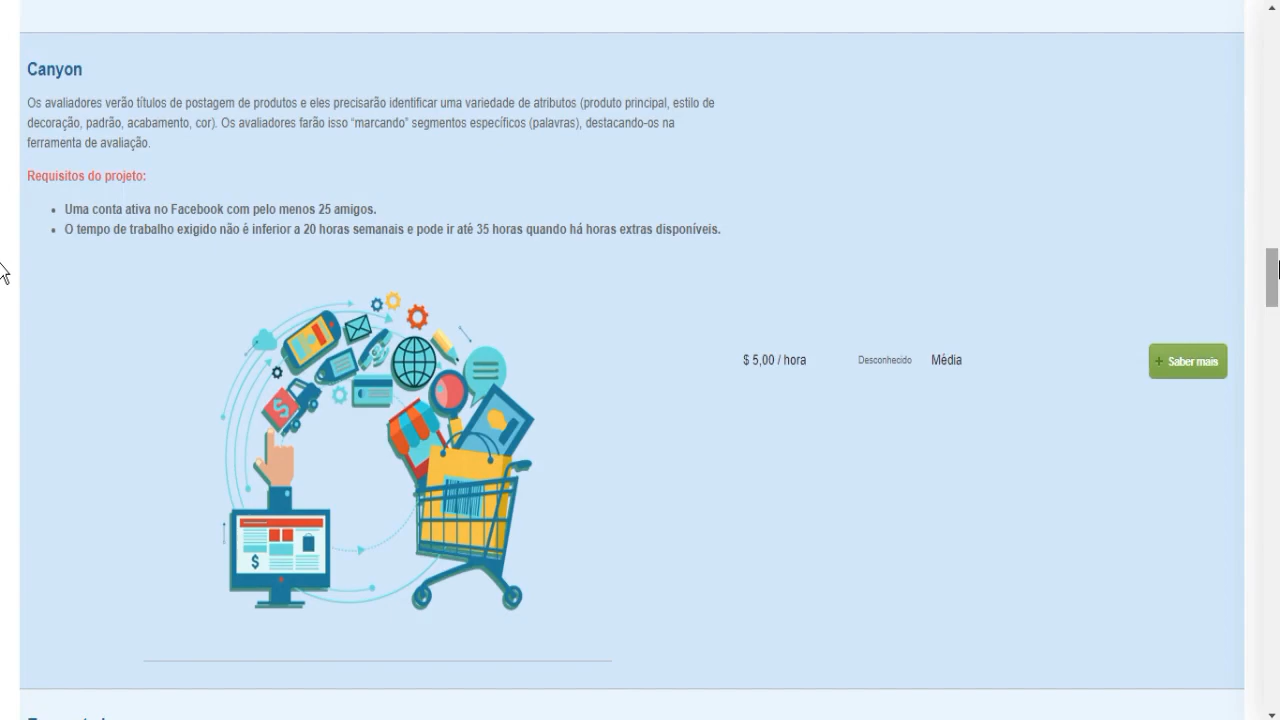 Canyon
Os avaliadores verão títulos de postagem de produtos e eles precisarão identificar uma variedade de atributos (produto principal, estilo de
decoração, padrão, acabamento, cor). Os avaliadores farão isso “marcando” segmentos específicos (palavras), destacando-os na
ferramenta de avaliação.
Requisitos do projeto:
• Uma conta ativa no Facebook com pelo menos 25 amigos.
• O tempo de trabalho exigido não é inferior a 20 horas semanais e pode ir até 35 horas quando há horas extras disponíveis.
$ 5,00 / hora Desconhecido Média + Saber mais